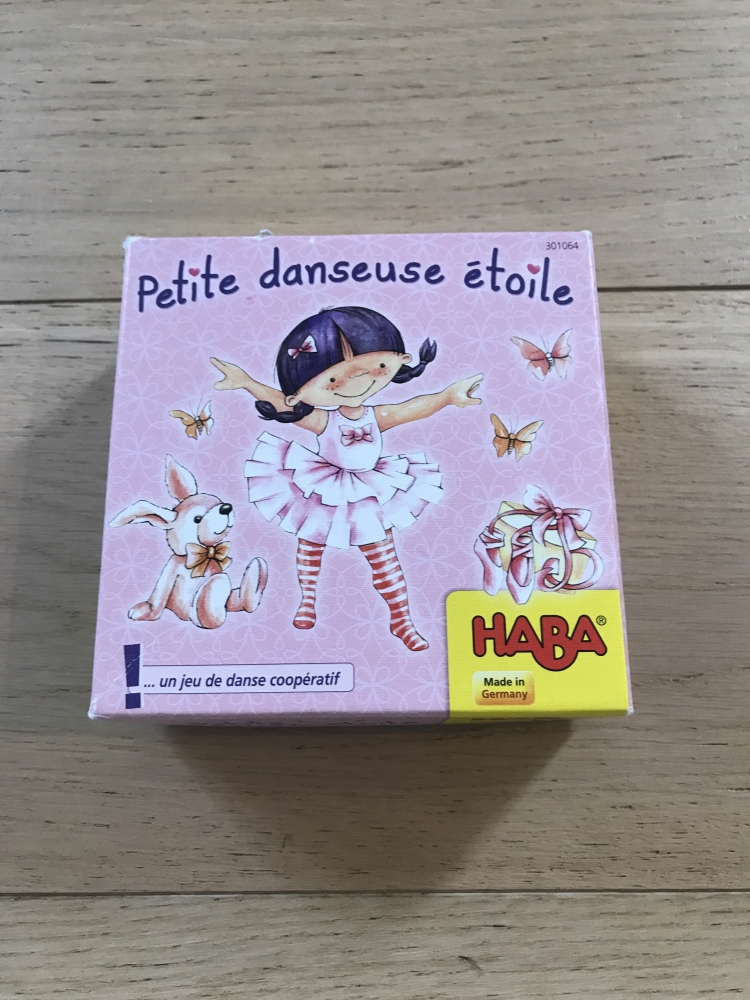 301064
Petite danseuse étoile
HABA®
Made in
Germany
! ... un jeu de danse coopératif